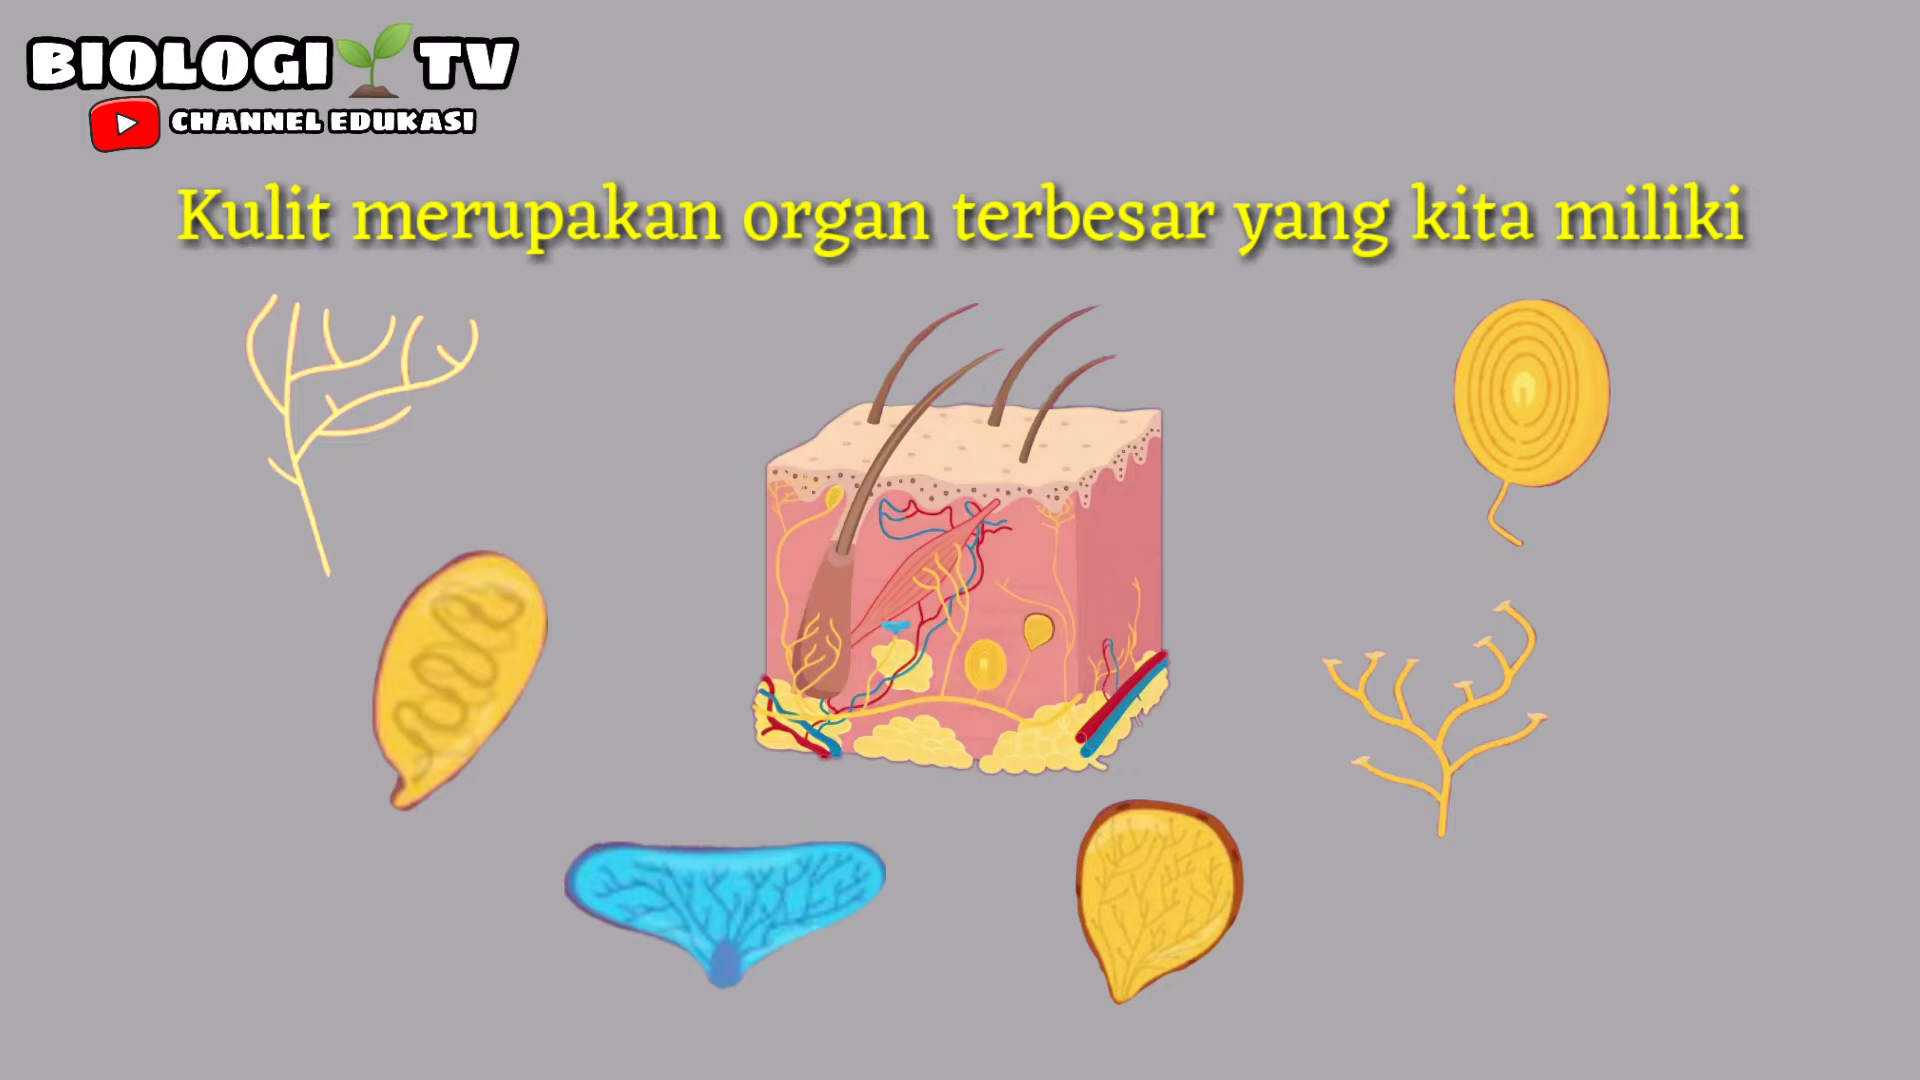 BIOLOGI TV
CHANNEL EDUKASI
Kulit merupakan organ terbesar yang kita miliki